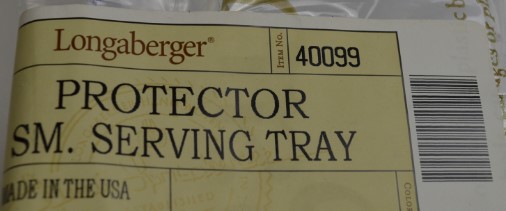 Longaberger®
ITEM NO. 40099
PROTECTOR
SM. SERVING TRAY
MADE IN THE USA